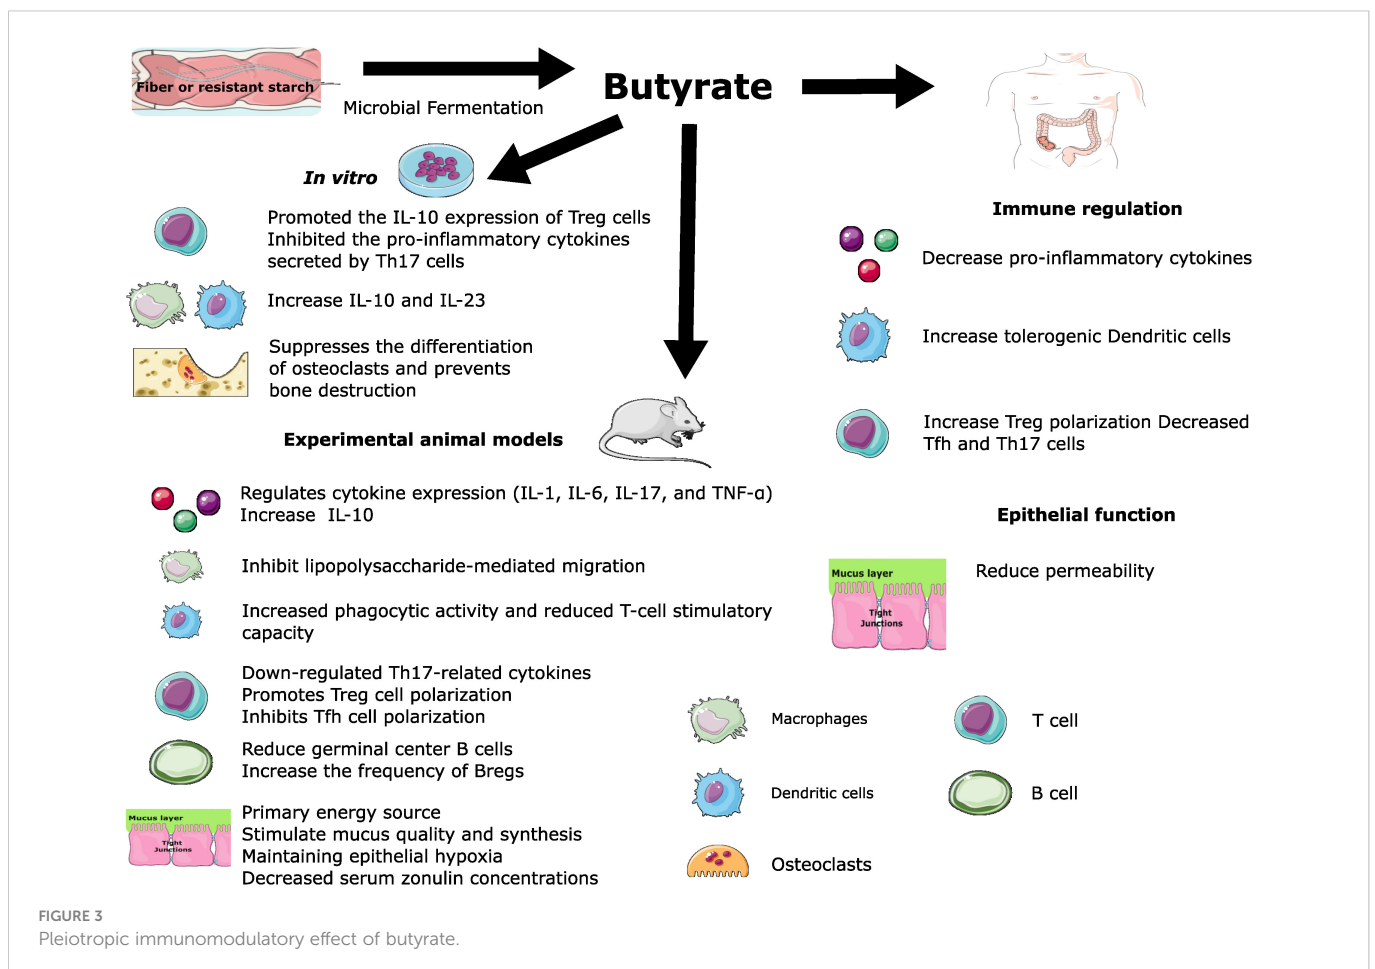 Fiber or resistant starch
Microbial Fermentation
Butyrate
In vitro
Promoted the IL-10 expression of Treg cells
Inhibited the pro-inflammatory cytokines
secreted by Th17 cells
Increase IL-10 and IL-23
Suppresses the differentiation
of osteoclasts and prevents
bone destruction
Experimental animal models
Regulates cytokine expression (IL-1, IL-6, IL-17, and TNF-α)
Increase IL-10
Inhibit lipopolysaccharide-mediated migration
Increased phagocytic activity and reduced T-cell stimulatory
capacity
Down-regulated Th17-related cytokines
Promotes Treg cell polarization
Inhibits Tfh cell polarization
Reduce germinal center B cells
Increase the frequency of Bregs
Mucus layer
Tight
Junctions
Primary energy source
Stimulate mucus quality and synthesis
Maintaining epithelial hypoxia
Decreased serum zonulin concentrations
Immune regulation
Decrease pro-inflammatory cytokines
Increase tolerogenic Dendritic cells
Increase Treg polarization Decreased
Tfh and Th17 cells
Epithelial function
Mucus layer
Tight
Junctions
Reduce permeability
Macrophages
T cell
Dendritic cells
B cell
Osteoclasts
FIGURE 3
Pleiotropic immunomodulatory effect of butyrate.